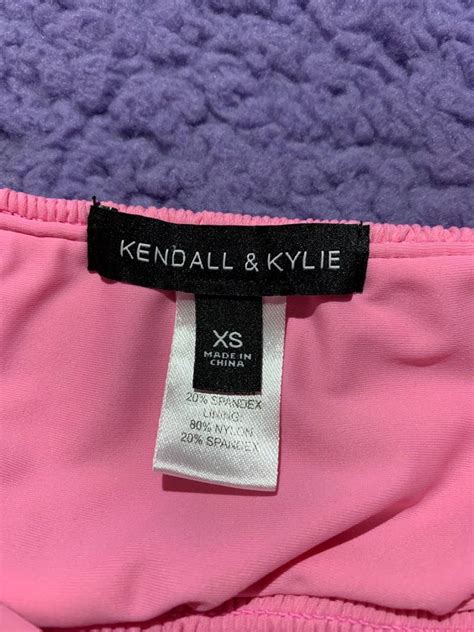 KENDALL & KYLIE
XS
MADE IN
CHINA
20% SPANDEX
LINING:
80% NYLON
20% SPANDEX